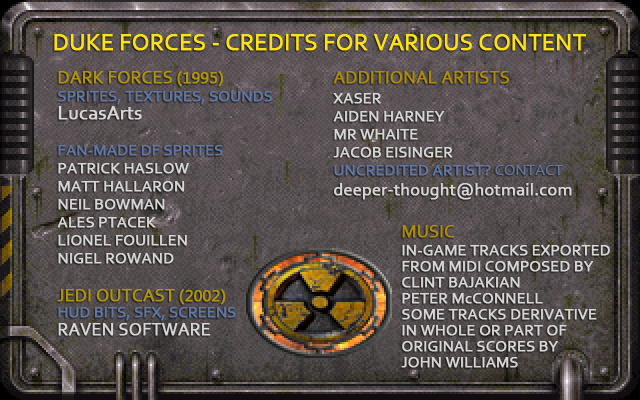 DUKE FORCES - CREDITS FOR VARIOUS CONTENT
DARK FORCES (1995)
SPRITES, TEXTURES, SOUNDS
LucasArts
FAN-MADE DF SPRITES
PATRICK HASLOW
MATT HALLARON
NEIL BOWMAN
ALES PTACEK
LIONEL FOUILLEN
NIGEL ROWAND
JEDI OUTCAST (2002)
HUD BITS, SFX, SCREENS
RAVEN SOFTWARE
ADDITIONAL ARTISTS
XASER
AIDEN HARNEY
MR WHAITE
JACOB EISINGER
UNCREDITED ARTIST? CONTACT
deeper-thought@hotmail.com
MUSIC
IN-GAME TRACKS EXPORTED
FROM MIDI COMPOSED BY
CLINT BAJAKIAN
PETER McCONNELL
SOME TRACKS DERIVATIVE
IN WHOLE OR PART OF
ORIGINAL SCORES BY
JOHN WILLIAMS